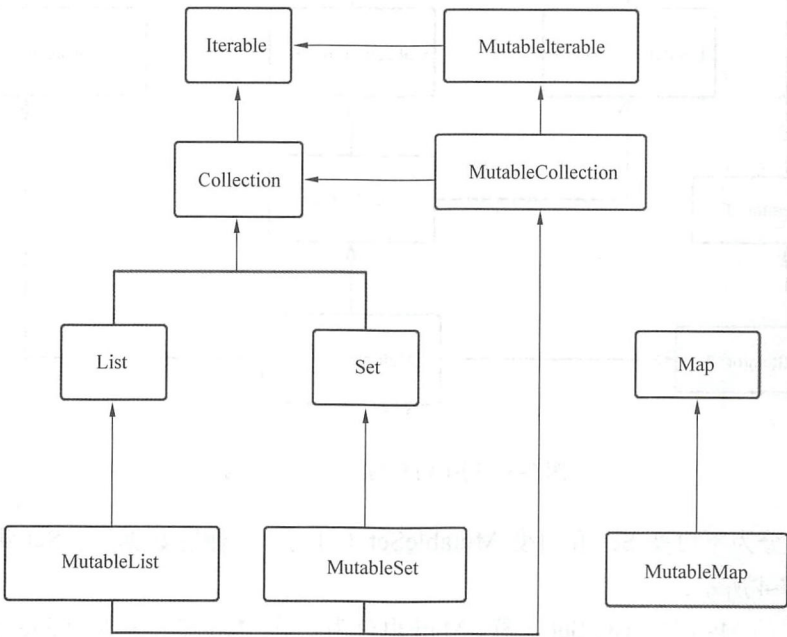 Iterable
MutableIterable
Collection
MutableCollection
List
Set
Map
MutableList
MutableSet
MutableMap